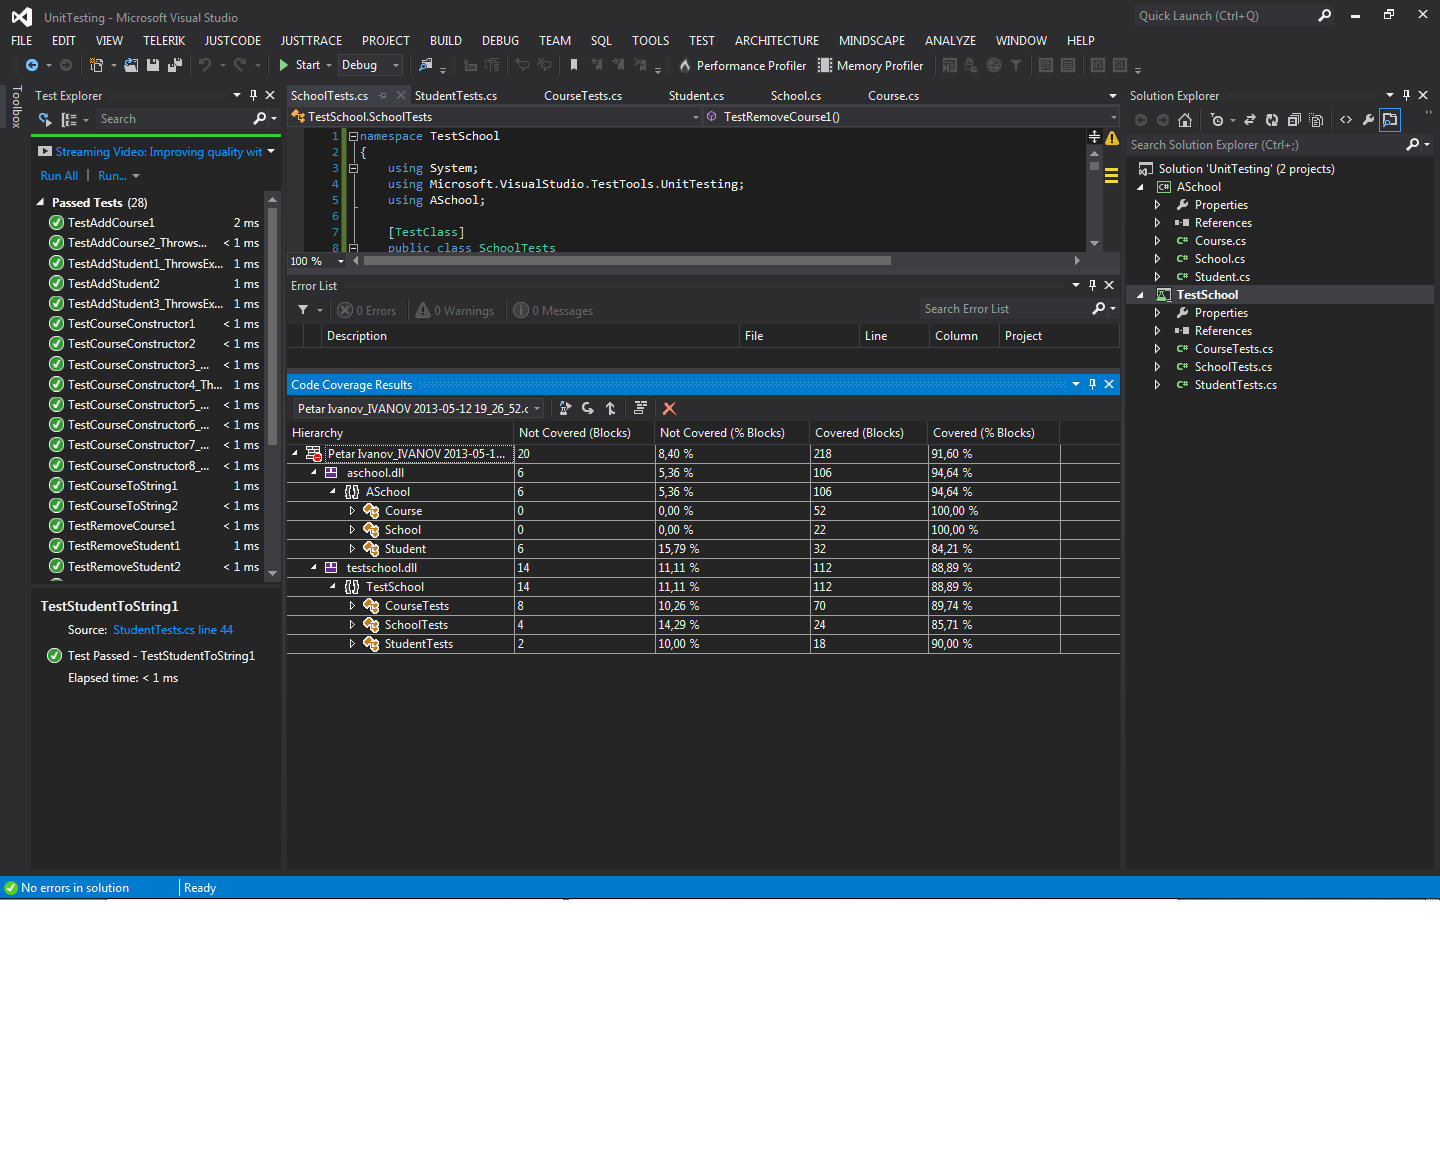 UnitTesting - Microsoft Visual Studio
Quick Launch (Ctrl+Q)
FILE EDIT VIEW TELERIK JUSTCODE JUSTTRACE PROJECT BUILD DEBUG TEAM SQL TOOLS TEST ARCHITECTURE MINDSCAPE ANALYZE WINDOW HELP
Start Debug Performance Profiler Memory Profiler
Toolbox
Test Explorer
Search
Streaming Video: Improving quality wit
Run All | Run...
Passed Tests (28)
TestAddCourse1 2 ms
TestAddCourse2_Throws... < 1 ms
TestAddStudent1_ThrowsEx... 1 ms
TestAddStudent2 1 ms
TestAddStudent3_ThrowsEx... 1 ms
TestCourseConstructor1 < 1 ms
TestCourseConstructor2 < 1 ms
TestCourseConstructor3_... < 1 ms
TestCourseConstructor4_Th... 1 ms
TestCourseConstructor5_... < 1 ms
TestCourseConstructor6_... < 1 ms
TestCourseConstructor7_... < 1 ms
TestCourseConstructor8_... < 1 ms
TestCourseToString1 < 1 ms
TestCourseToString2 < 1 ms
TestRemoveCourse1 < 1 ms
TestRemoveStudent1 1 ms
TestRemoveStudent2 < 1 ms
TestStudentToString1
Source: StudentTests.cs line 44
Test Passed - TestStudentToString1
Elapsed time: < 1 ms
SchoolTests.cs StudentTests.cs CourseTests.cs Student.cs School.cs Course.cs
TestSchool.SchoolTests TestRemoveCourse1()
1 namespace TestSchool
2 {
3 using System;
4 using Microsoft.VisualStudio.TestTools.UnitTesting;
5 using ASchool;
6
7 [TestClass]
8 public class SchoolTests
100 %
Error List
0 Errors 0 Warnings 0 Messages Search Error List
Description File Line Column Project
Code Coverage Results
Petar Ivanov_IVANOV 2013-05-12 19_26_52.c
Hierarchy Not Covered (Blocks) Not Covered (% Blocks) Covered (Blocks) Covered (% Blocks)
Petar Ivanov_IVANOV 2013-05-1... 20 8,40 % 218 91,60 %
aschool.dll 6 5,36 % 106 94,64 %
ASchool 6 5,36 % 106 94,64 %
Course 0 0,00 % 52 100,00 %
School 0 0,00 % 22 100,00 %
Student 6 15,79 % 32 84,21 %
testschool.dll 14 11,11 % 112 88,89 %
TestSchool 14 11,11 % 112 88,89 %
CourseTests 8 10,26 % 70 89,74 %
SchoolTests 4 14,29 % 24 85,71 %
StudentTests 2 10,00 % 18 90,00 %
Solution Explorer
Search Solution Explorer (Ctrl+;)
Solution 'UnitTesting' (2 projects)
ASchool
Properties
References
Course.cs
School.cs
Student.cs
TestSchool
Properties
References
CourseTests.cs
SchoolTests.cs
StudentTests.cs
No errors in solution | Ready